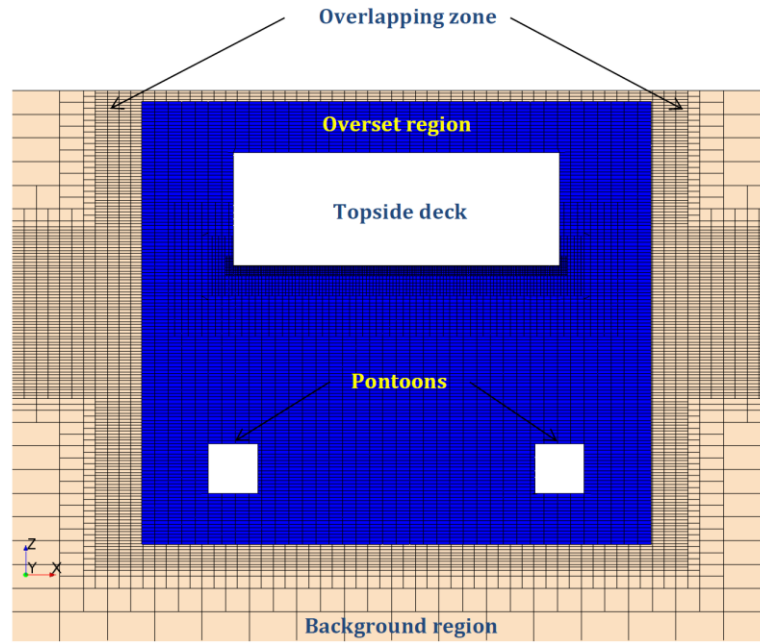 Overlapping zone
Overset region
Topside deck
Pontoons
Z
Y X
Background region